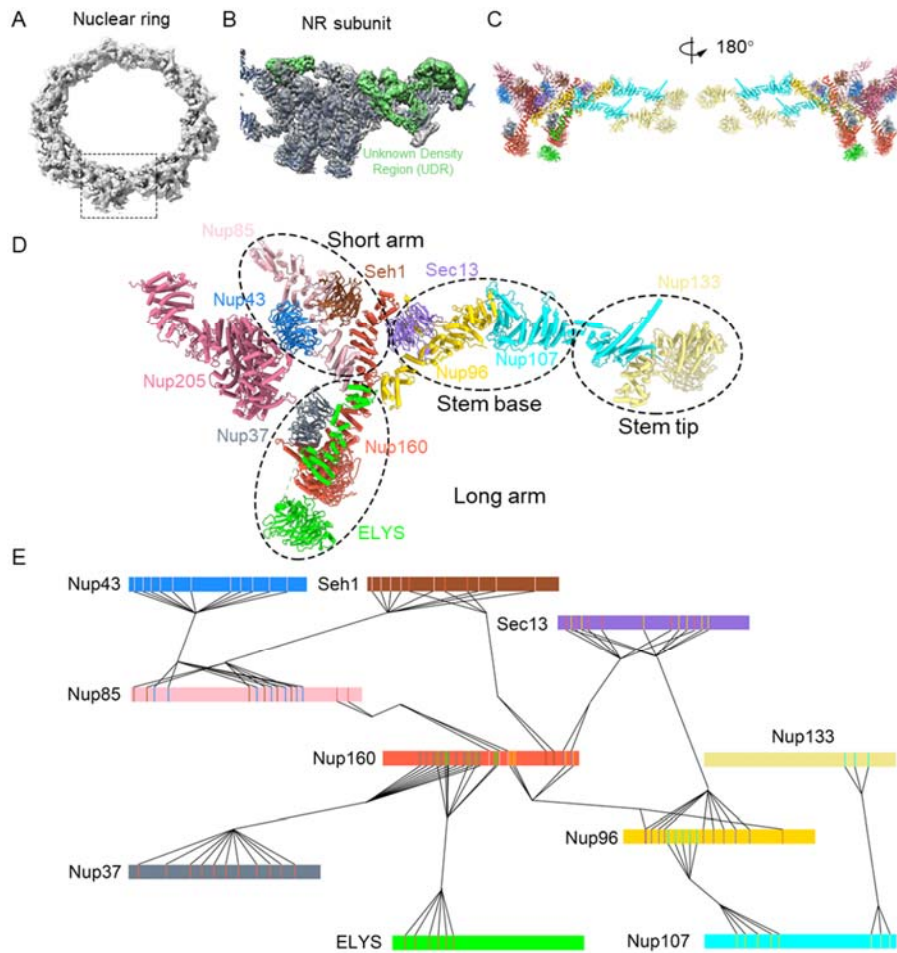 A
Nuclear ring
B
NR subunit
Unknown Density
Region (UDR)
C
180°
D
Nup85
Short arm
Seh1
Sec13
Nup133
Nup43
Nup205
Nup96
Nup107
Stem base
Stem tip
Nup37
Nup160
Long arm
ELYS
E
Nup43
Seh1
Sec13
Nup85
Nup160
Nup133
Nup96
Nup37
ELYS
Nup107